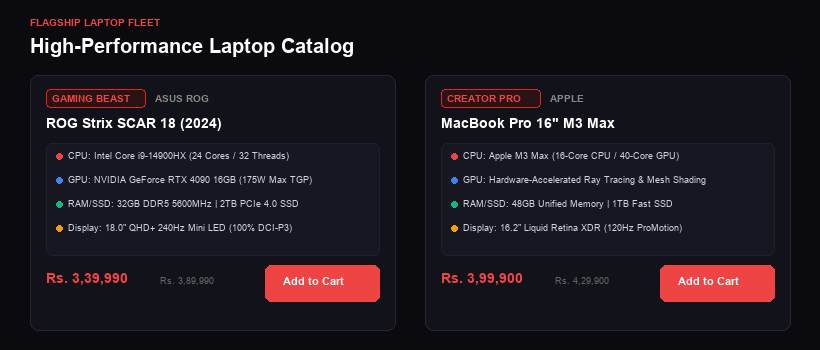 FLAGSHIP LAPTOP FLEET
High-Performance Laptop Catalog
GAMING BEAST
ASUS ROG
ROG Strix SCAR 18 (2024)
CPU: Intel Core i9-14900HX (24 Cores / 32 Threads)
GPU: NVIDIA GeForce RTX 4090 16GB (175W Max TGP)
RAM/SSD: 32GB DDR5 5600MHz | 2TB PCIe 4.0 SSD
Display: 18.0" QHD+ 240Hz Mini LED (100% DCI-P3)
Rs. 3,39,990
Rs. 3,89,990
Add to Cart
CREATOR PRO
APPLE
MacBook Pro 16" M3 Max
CPU: Apple M3 Max (16-Core CPU / 40-Core GPU)
GPU: Hardware-Accelerated Ray Tracing & Mesh Shading
RAM/SSD: 48GB Unified Memory | 1TB Fast SSD
Display: 16.2" Liquid Retina XDR (120Hz ProMotion)
Rs. 3,99,900
Rs. 4,29,900
Add to Cart